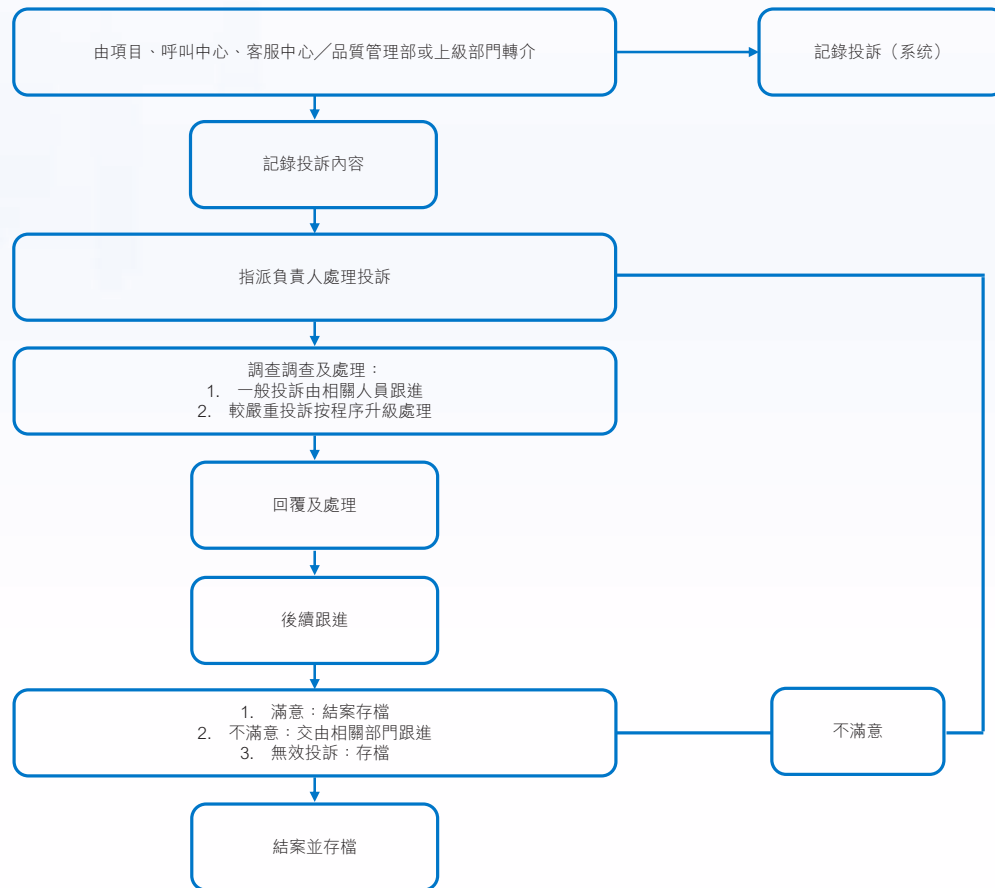 由項目、呼叫中心、客服中心／品質管理部或上級部門轉介
記錄投訴（系统）
記錄投訴內容
指派負責人處理投訴
調查調查及處理：
1. 一般投訴由相關人員跟進
2. 較嚴重投訴按程序升級處理
回覆及處理
後續跟進
1. 滿意：結案存檔
2. 不滿意：交由相關部門跟進
3. 無效投訴：存檔
不滿意
結案並存檔